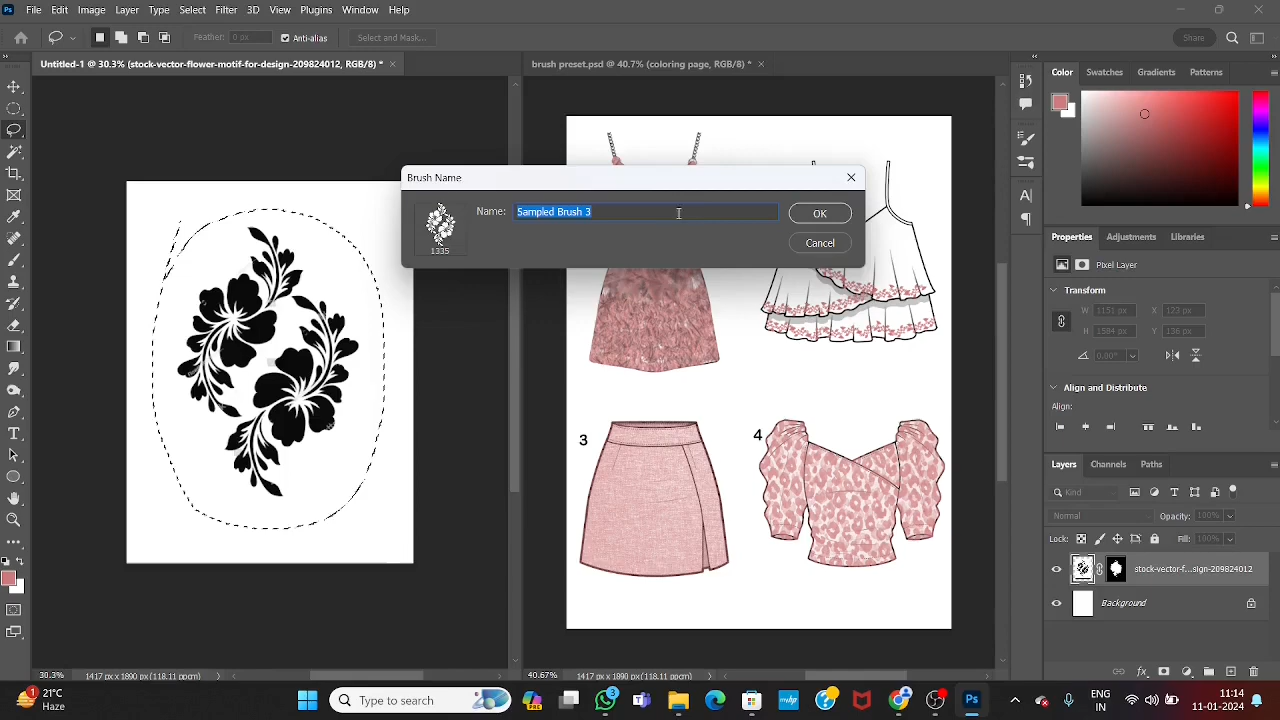 Ps File Edit Image Layer Type Select Filter 3D View Plugins Window Help
Feather: 0 px Anti-alias Select and Mask... Share
Untitled-1 @ 30.3% (stock-vector-flower-motif-for-design-209824012, RGB/8) * ×
brush preset.psd @ 40.7% (coloring page, RGB/8) * ×
Color Swatches Gradients Patterns
Brush Name
Name: Sampled Brush 3 OK
1335 Cancel
Properties Adjustments Libraries
Pixel Layer
Transform
W 1151 px X 123 px
H 1584 px Y 136 px
0.00°
Align and Distribute
Align:
3
4
Layers Channels Paths
Kind
Normal Opacity: 100%
Lock: Fill: 100%
stock-vector-f...sign-209824012
Background
30.3% 1417 px x 1890 px (118.11 ppcm)
40.67% 1417 px x 1890 px (118.11 ppcm)
21°C
Haze
Type to search
ENG
IN
11:14
11-01-2024